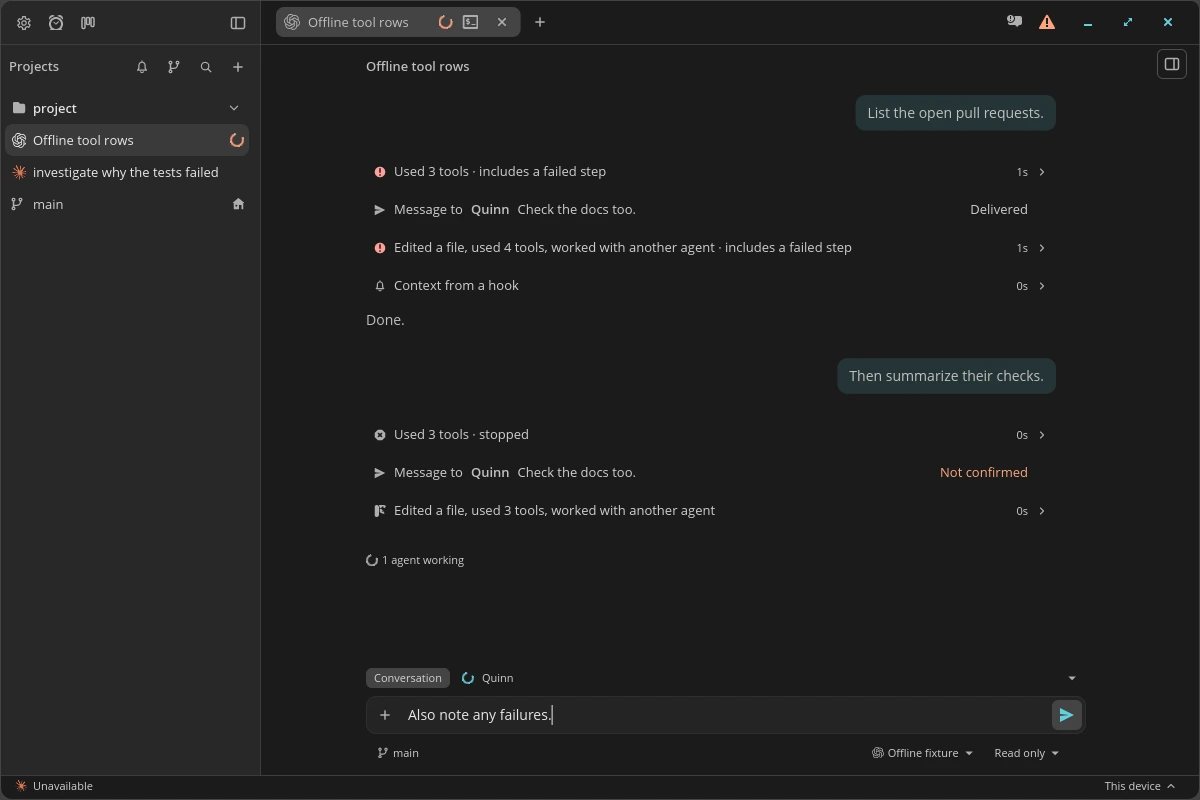 Offline tool rows
Projects
Offline tool rows
project
List the open pull requests.
Offline tool rows
Used 3 tools · includes a failed step 1s
investigate why the tests failed
main
Message to Quinn Check the docs too. Delivered
Edited a file, used 4 tools, worked with another agent · includes a failed step 1s
Context from a hook 0s
Done.
Then summarize their checks.
Used 3 tools · stopped 0s
Message to Quinn Check the docs too. Not confirmed
Edited a file, used 3 tools, worked with another agent 0s
1 agent working
Conversation Quinn
Also note any failures.
main Offline fixture Read only
Unavailable This device